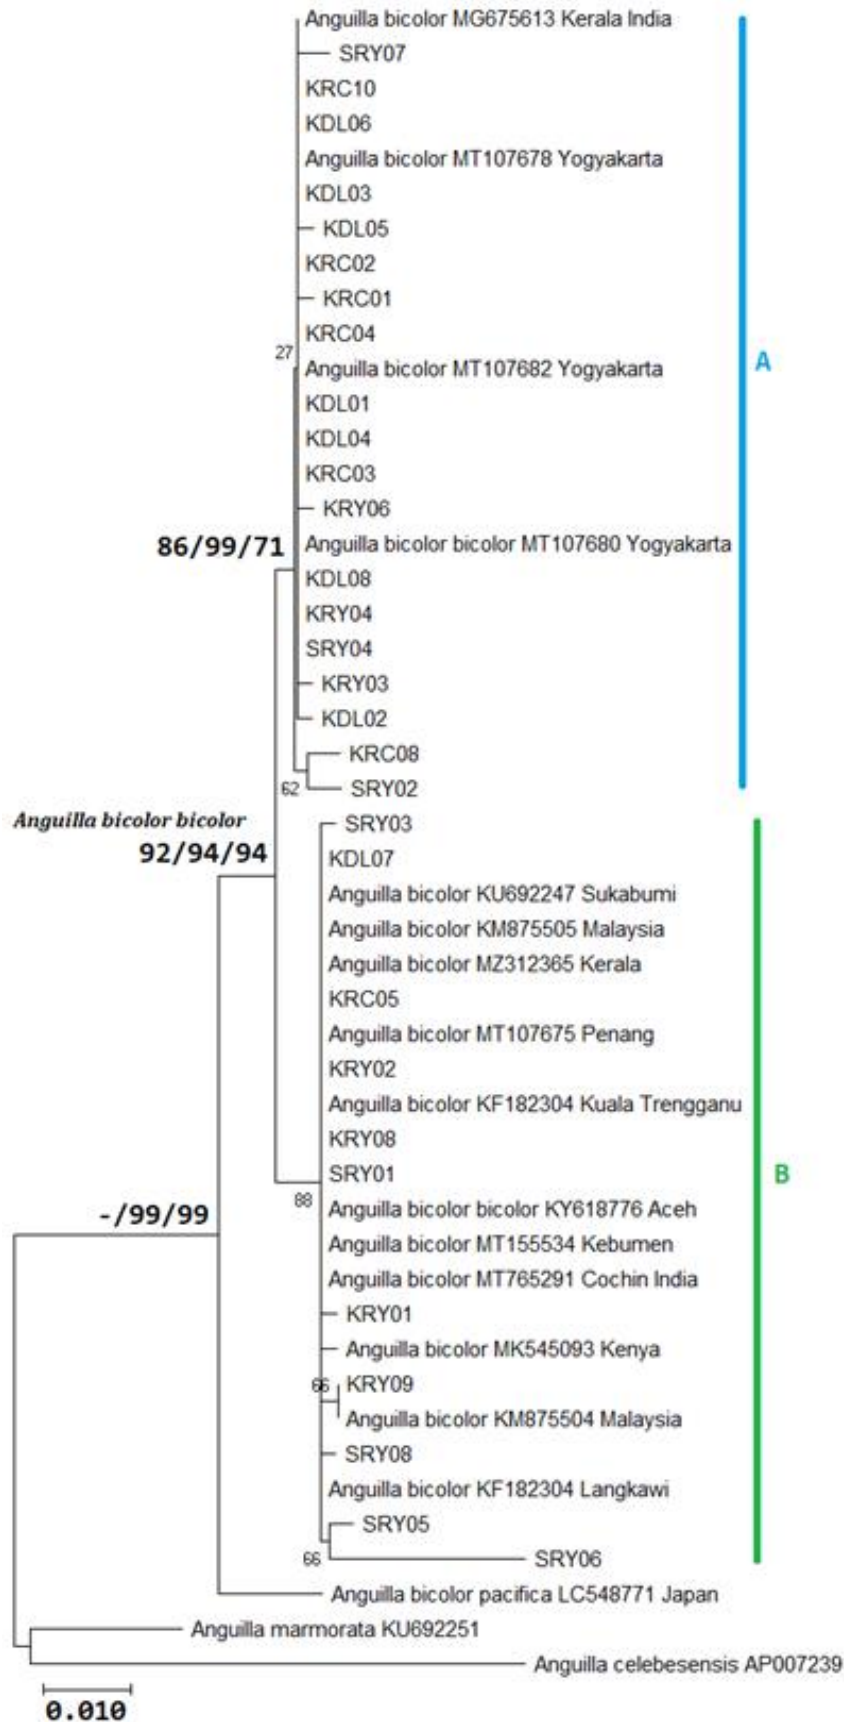 Anguilla bicolor MG675613 Kerala India
SRY07
KRC10
KDL06
Anguilla bicolor MT107678 Yogyakarta
KDL03
KDL05
KRC02
KRC01
KRC04
27
Anguilla bicolor MT107682 Yogyakarta
A
KDL01
KDL04
KRC03
KRY06
86/99/71
Anguilla bicolor bicolor MT107680 Yogyakarta
KDL08
KRY04
SRY04
KRY03
KDL02
KRC08
62
SRY02
Anguilla bicolor bicolor
SRY03
92/94/94
KDL07
Anguilla bicolor KU692247 Sukabumi
Anguilla bicolor KM875505 Malaysia
Anguilla bicolor MZ312365 Kerala
KRC05
Anguilla bicolor MT107675 Penang
KRY02
Anguilla bicolor KF182304 Kuala Trengganu
KRY08
SRY01
B
88
Anguilla bicolor bicolor KY618776 Aceh
-/99/99
Anguilla bicolor MT155534 Kebumen
Anguilla bicolor MT765291 Cochin India
KRY01
Anguilla bicolor MK545093 Kenya
66
KRY09
Anguilla bicolor KM875504 Malaysia
SRY08
Anguilla bicolor KF182304 Langkawi
SRY05
66
SRY06
Anguilla bicolor pacifica LC548771 Japan
Anguilla marmorata KU692251
Anguilla celebesensis AP007239
0.010